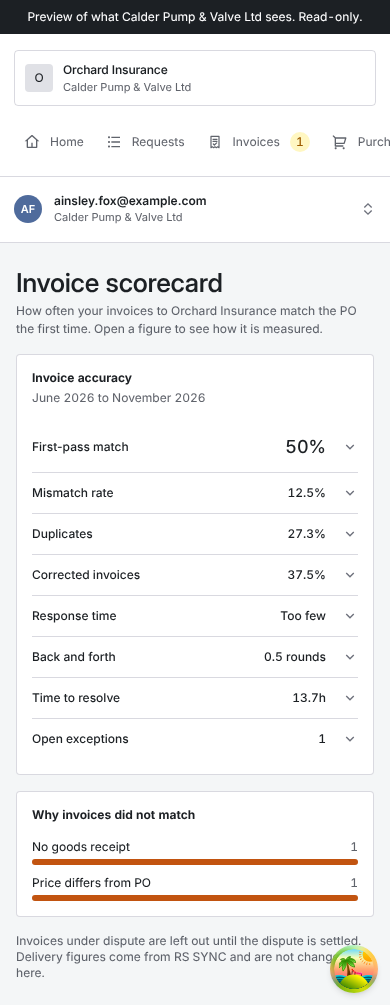 Preview of what Calder Pump & Valve Ltd sees. Read-only.
O
Orchard Insurance
Calder Pump & Valve Ltd
Home
Requests
Invoices
1
Purch
AF
ainsley.fox@example.com
Calder Pump & Valve Ltd
Invoice scorecard
How often your invoices to Orchard Insurance match the PO
the first time. Open a figure to see how it is measured.
Invoice accuracy
June 2026 to November 2026
First-pass match 50%
Mismatch rate 12.5%
Duplicates 27.3%
Corrected invoices 37.5%
Response time Too few
Back and forth 0.5 rounds
Time to resolve 13.7h
Open exceptions 1
Why invoices did not match
No goods receipt 1
Price differs from PO 1
Invoices under dispute are left out until the dispute is settled.
Delivery figures come from RS SYNC and are not
here.